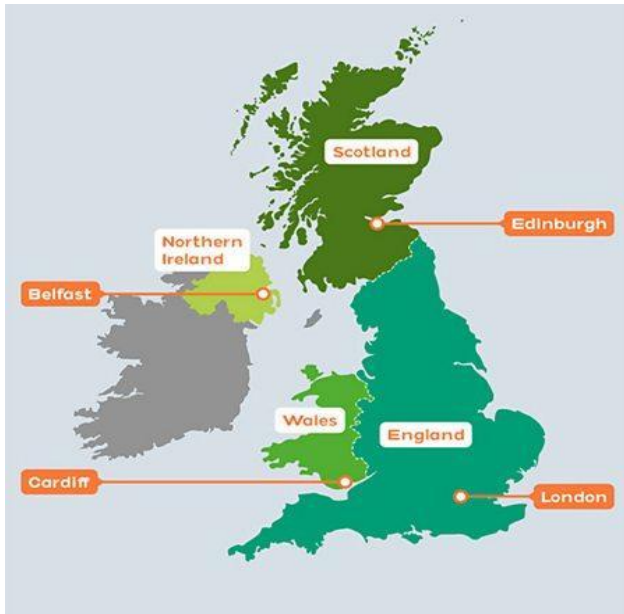 Scotland
Edinburgh
Northern
Ireland
Belfast
Wales
England
Cardiff
London